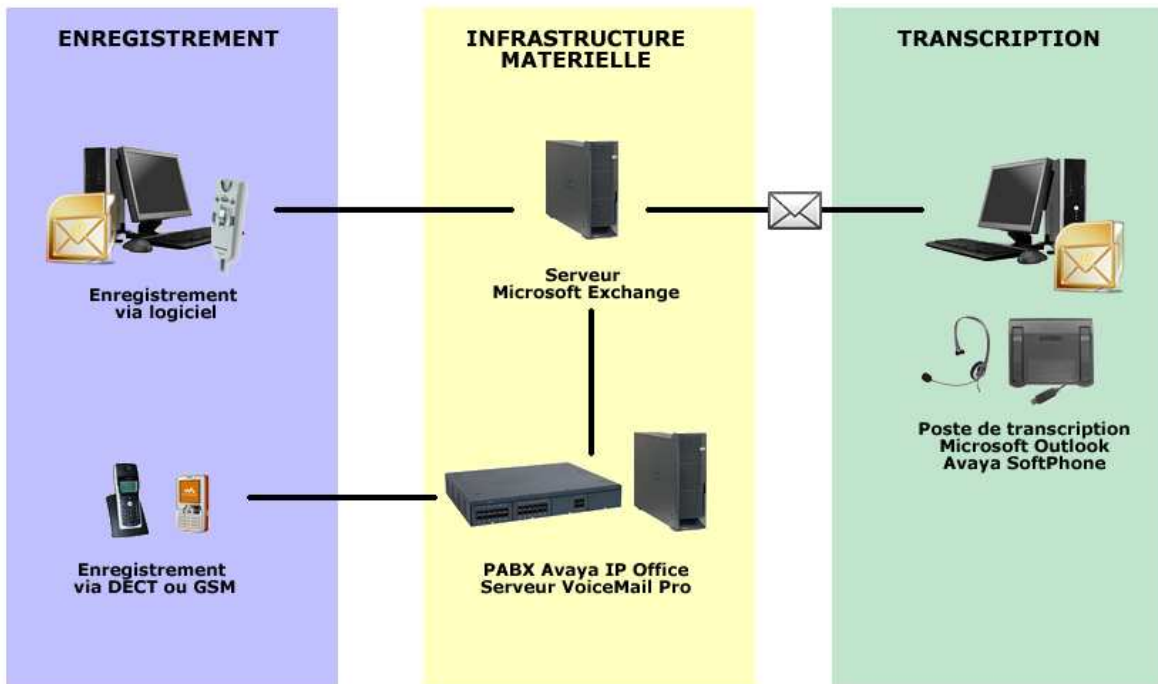 ENREGISTREMENT
INFRASTRUCTURE
MATERIELLE
TRANSCRIPTION
Enregistrement
via logiciel
Serveur
Microsoft Exchange
Poste de transcription
Microsoft Outlook
Avaya SoftPhone
Enregistrement
via DECT ou GSM
PABX Avaya IP Office
Serveur VoiceMail Pro